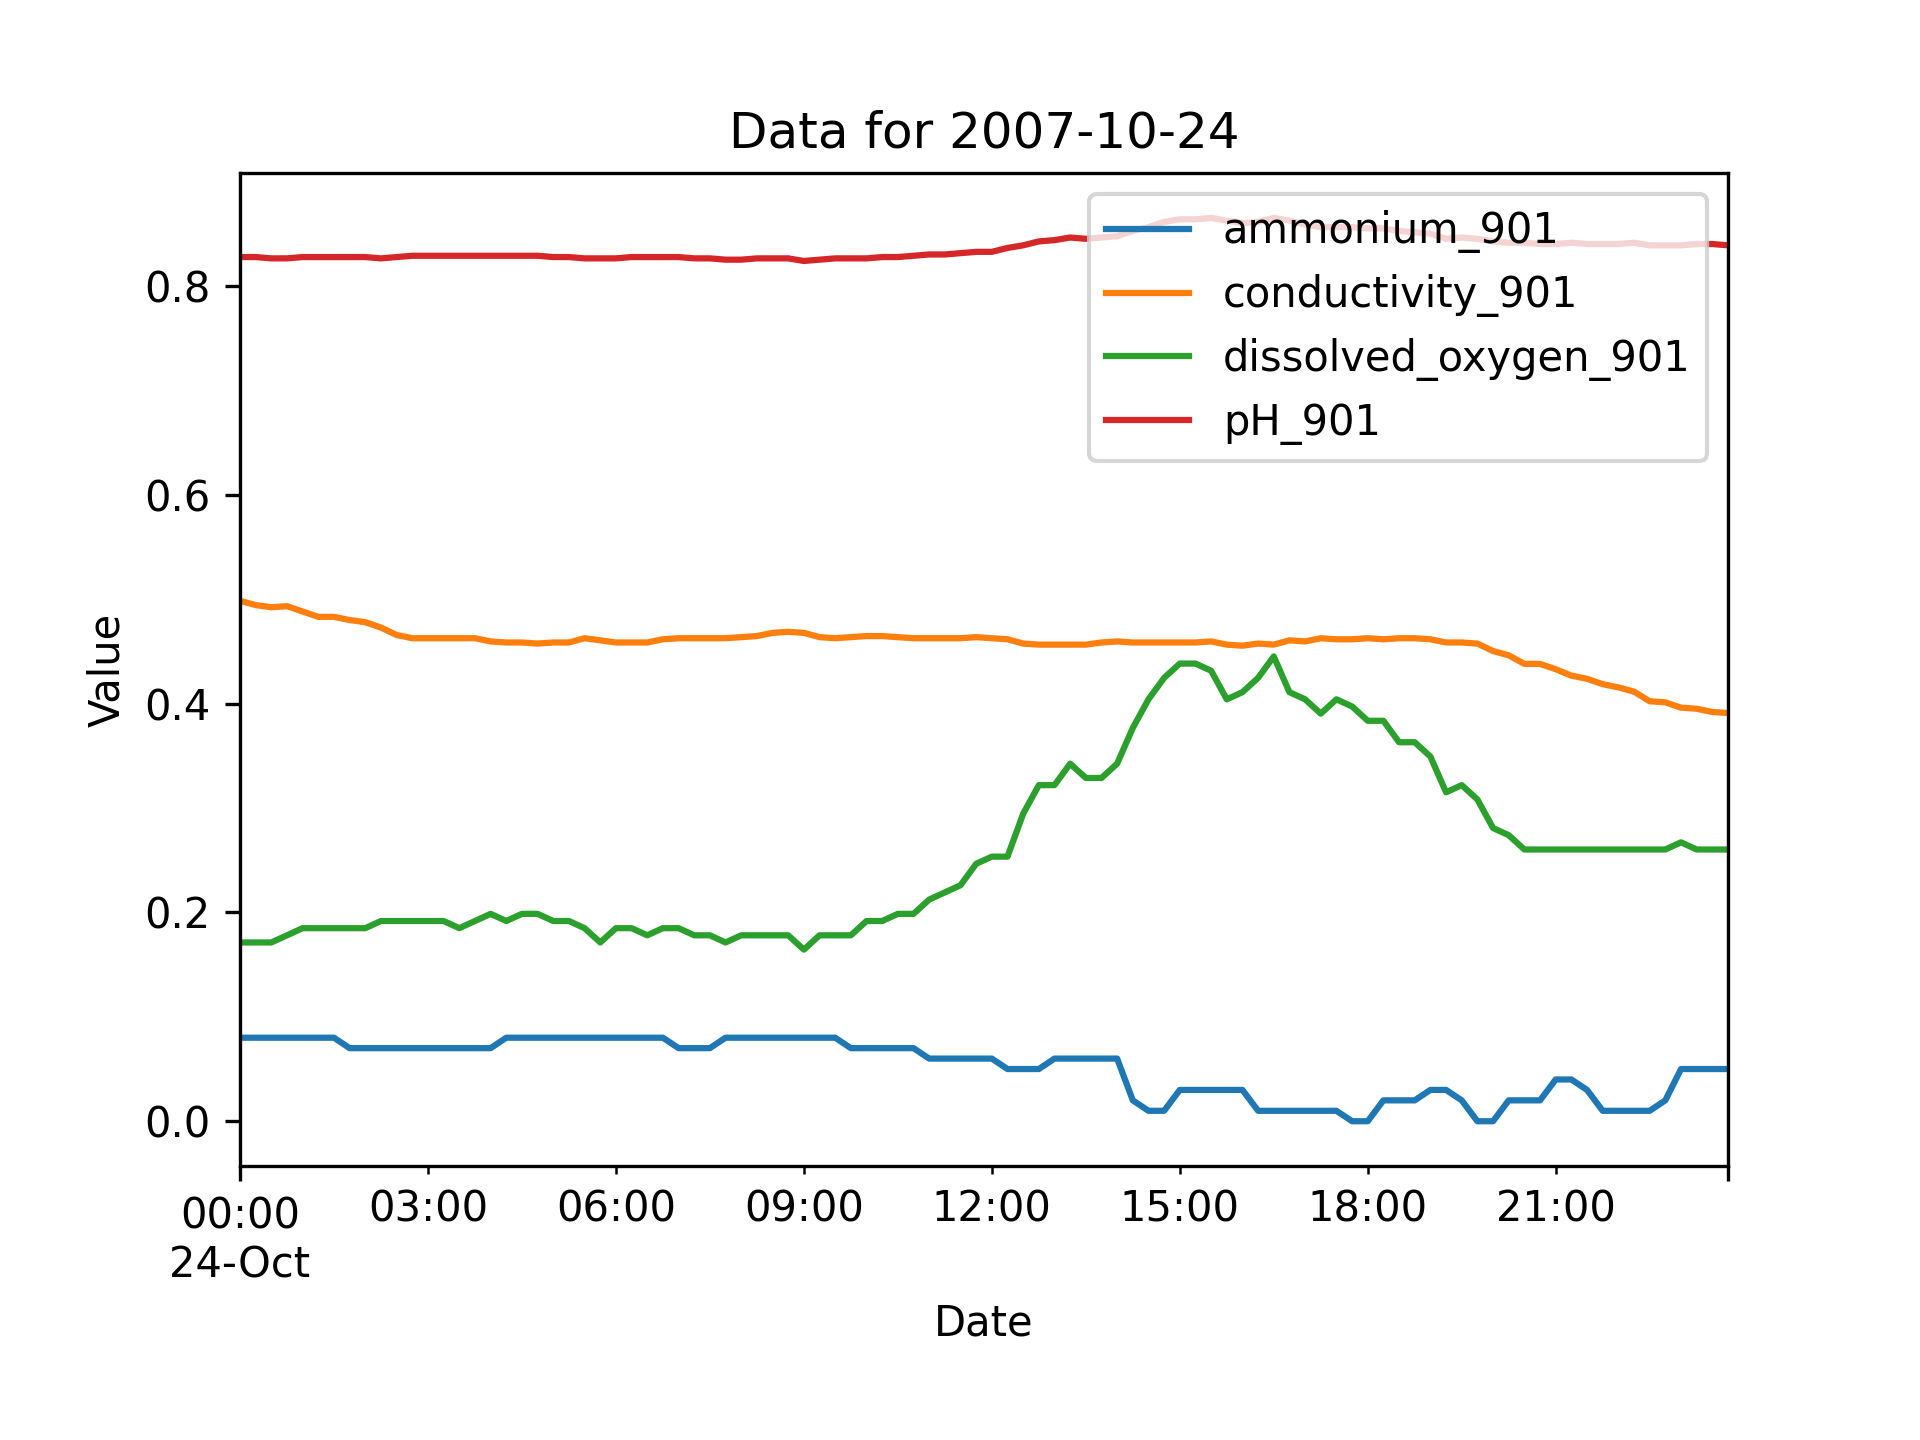 Data for 2007-10-24
ammonium_901
conductivity_901
dissolved_oxygen_901
pH_901
Value
0.8
0.6
0.4
0.2
0.0
00:00 03:00 06:00 09:00 12:00 15:00 18:00 21:00
24-Oct
Date